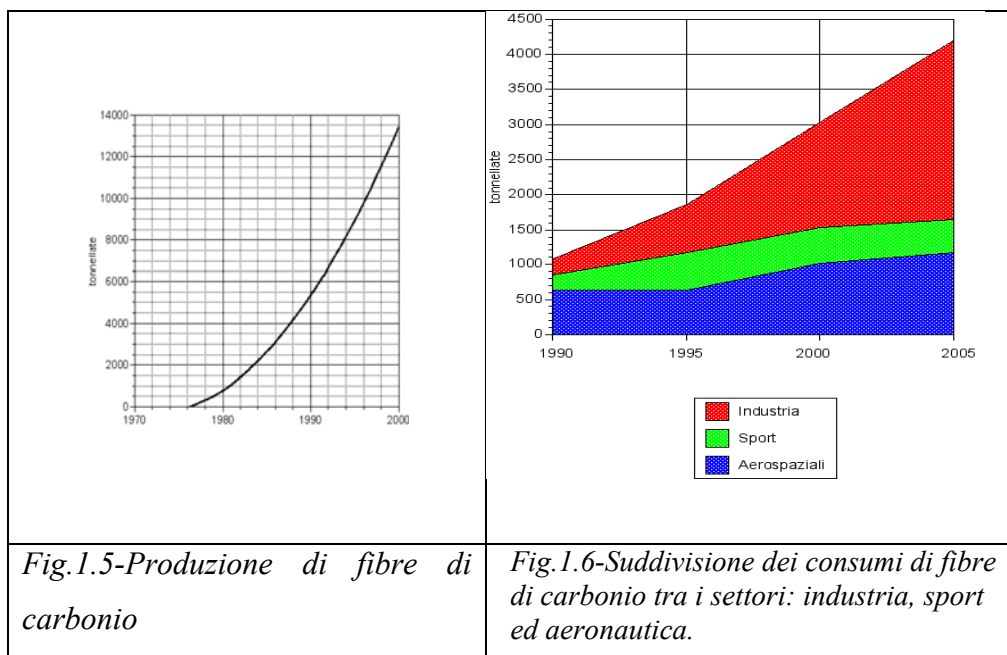 14000
12000
10000
8000
6000
4000
2000
0
tonnellate
1970 1980 1990 2000
4500
4000
3500
3000
2500
2000
1500
1000
500
0
tonnellate
1990 1995 2000 2005
Industria
Sport
Aerospaziali
Fig.1.5-Produzione di fibre di
carbonio
Fig.1.6-Suddivisione dei consumi di fibre
di carbonio tra i settori: industria, sport
ed aeronautica.